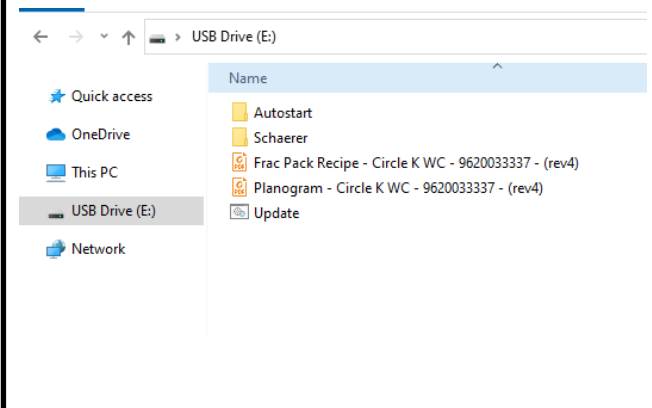 USB Drive (E:)
Name
Quick access
OneDrive
This PC
USB Drive (E:)
Network
Autostart
Schaerer
Frac Pack Recipe - Circle K WC - 9620033337 - (rev4)
Planogram - Circle K WC - 9620033337 - (rev4)
Update